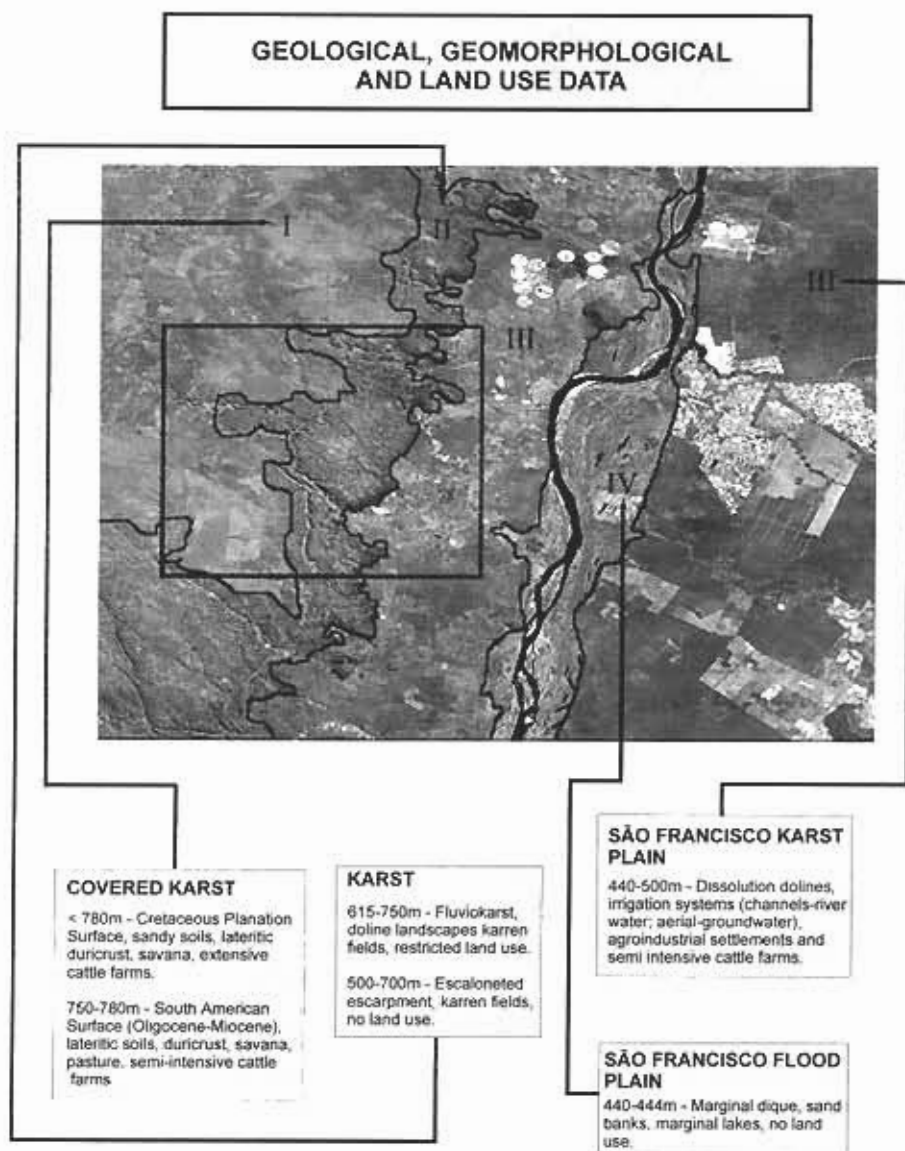 GEOLOGICAL, GEOMORPHOLOGICAL
AND LAND USE DATA
I
II
III
III
IV
COVERED KARST
< 780m - Cretaceous Planation
Surface, sandy soils, lateritic
duricrust, savana, extensive
cattle farms.
750-780m - South American
Surface (Oligocene-Miocene),
lateritic soils, duricrust, savana,
pasture, semi-intensive cattle
farms
KARST
615-750m - Fluviokarst,
doline landscapes karren
fields, restricted land use.
500-700m - Escaloneted
escarpment, karren fields,
no land use.
SÃO FRANCISCO KARST
PLAIN
440-500m - Dissolution dolines,
irrigation systems (channels-river
water; aerial-groundwater),
agroindustrial settlements and
semi intensive cattle farms.
SÃO FRANCISCO FLOOD
PLAIN
440-444m - Marginal dique, sand
banks, marginal lakes, no land
use.